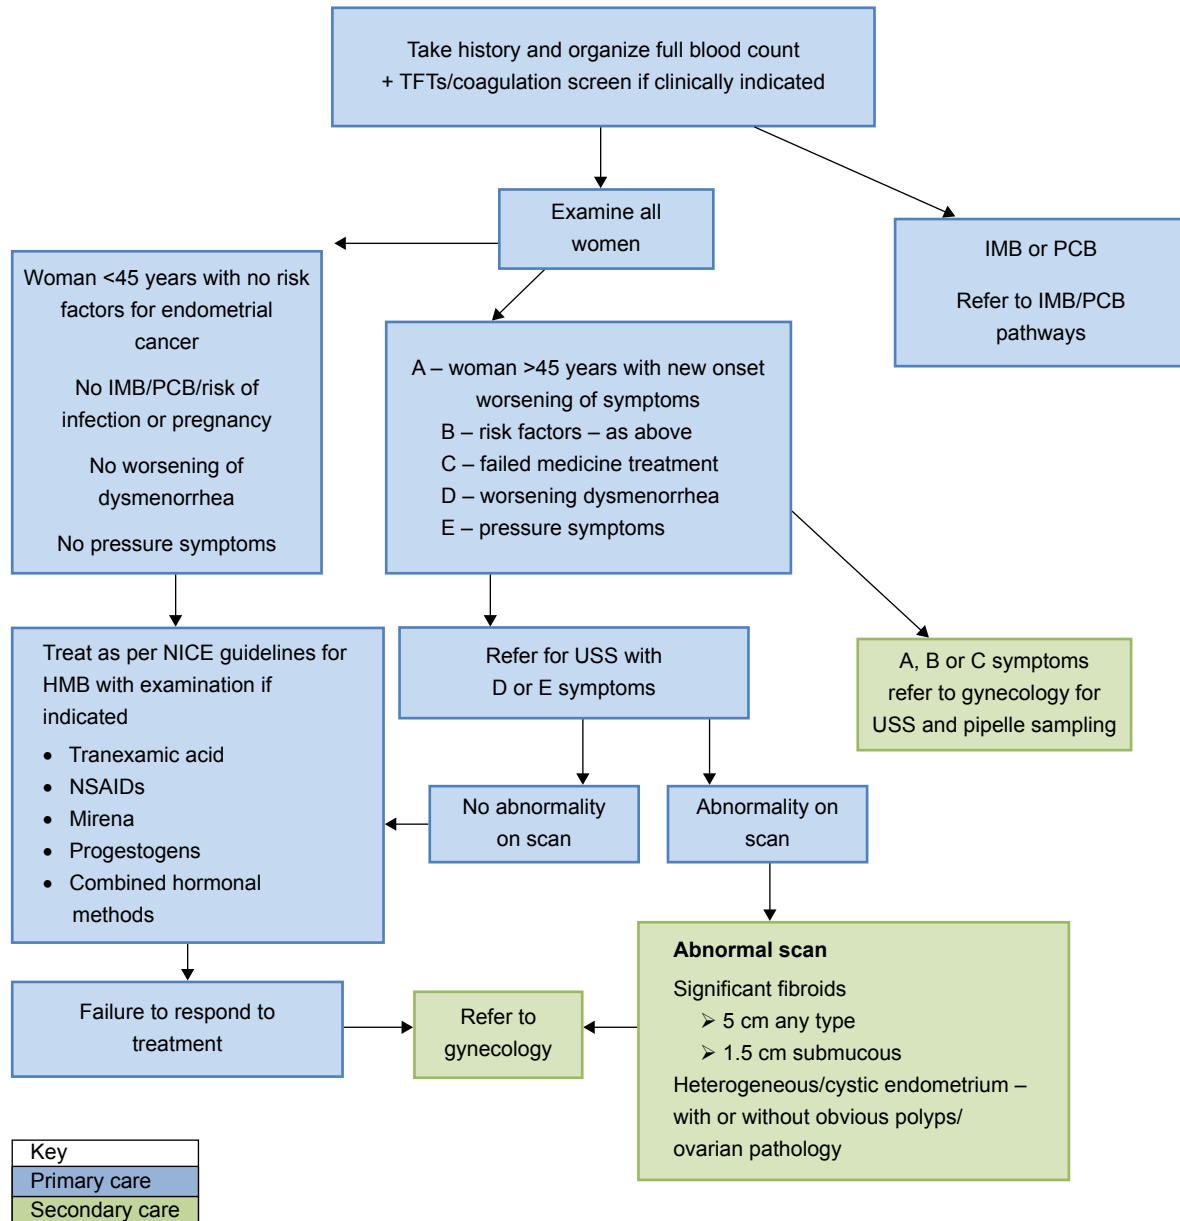 Take history and organize full blood count
+ TFTs/coagulation screen if clinically indicated
Examine all
women
IMB or PCB
Refer to IMB/PCB
pathways
Woman <45 years with no risk
factors for endometrial
cancer
No IMB/PCB/risk of
infection or pregnancy
No worsening of
dysmenorrhea
No pressure symptoms
A – woman >45 years with new onset
worsening of symptoms
B – risk factors – as above
C – failed medicine treatment
D – worsening dysmenorrhea
E – pressure symptoms
Treat as per NICE guidelines for
HMB with examination if
indicated
• Tranexamic acid
• NSAIDs
• Mirena
• Progestogens
• Combined hormonal
methods
Refer for USS with
D or E symptoms
A, B or C symptoms
refer to gynecology for
USS and pipelle sampling
No abnormality
on scan
Abnormality on
scan
Abnormal scan
Significant fibroids
➢ 5 cm any type
➢ 1.5 cm submucous
Heterogeneous/cystic endometrium –
with or without obvious polyps/
ovarian pathology
Failure to respond to
treatment
Refer to
gynecology
Key
Primary care
Secondary care